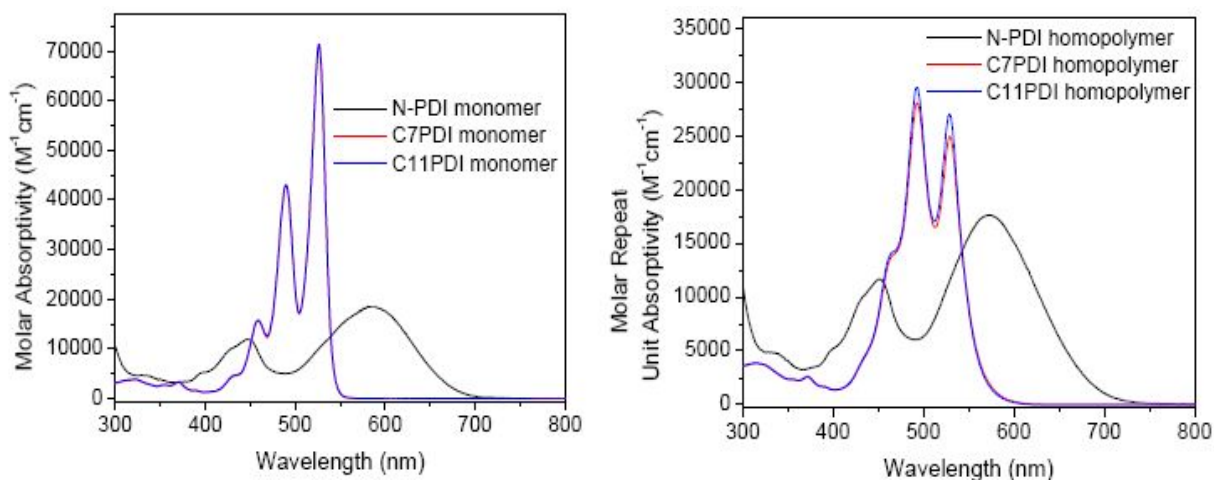 70000
60000
50000
40000
30000
20000
10000
0
Molar Absorptivity (M⁻¹cm⁻¹)
N-PDI monomer
C7PDI monomer
C11PDI monomer
300 400 500 600 700 800
Wavelength (nm)
35000
30000
25000
20000
15000
10000
5000
0
Molar Repeat
Unit Absorptivity (M⁻¹cm⁻¹)
N-PDI homopolymer
C7PDI homopolymer
C11PDI homopolymer
300 400 500 600 700 800
Wavelength (nm)